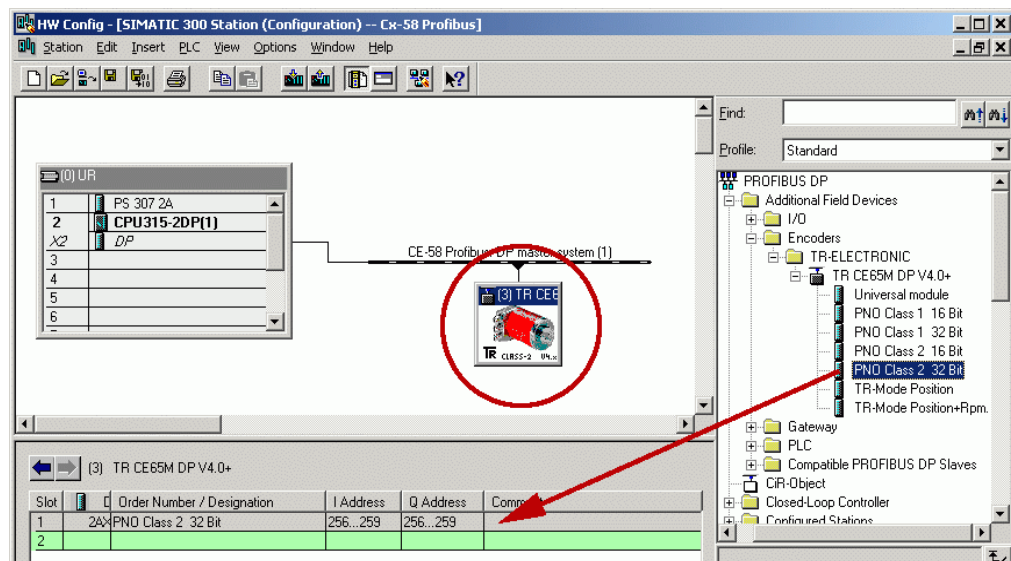 HW Config - [SIMATIC 300 Station (Configuration) -- Cx-58 Profibus]
Station Edit Insert PLC View Options Window Help
(0) UR
1 PS 307 2A
2 CPU315-2DP(1)
X2 DP
3
4
5
6
CE-58 Profibus: DP master system (1)
(3) TR CE6
TR CLASS-2 V4.x
Find:
Profile: Standard
PROFIBUS DP
Additional Field Devices
I/O
Encoders
TR-ELECTRONIC
TR CE65M DP V4.0+
Universal module
PNO Class 1 16 Bit
PNO Class 1 32 Bit
PNO Class 2 16 Bit
PNO Class 2 32 Bit
TR-Mode Position
TR-Mode Position+Rpm.
Gateway
PLC
Compatible PROFIBUS DP Slaves
CiR-Object
Closed-Loop Controller
Configured Stations
(3) TR CE65M DP V4.0+
Slot Order Number / Designation I Address Q Address Comment
1 2AX PNO Class 2 32 Bit 256...259 256...259
2